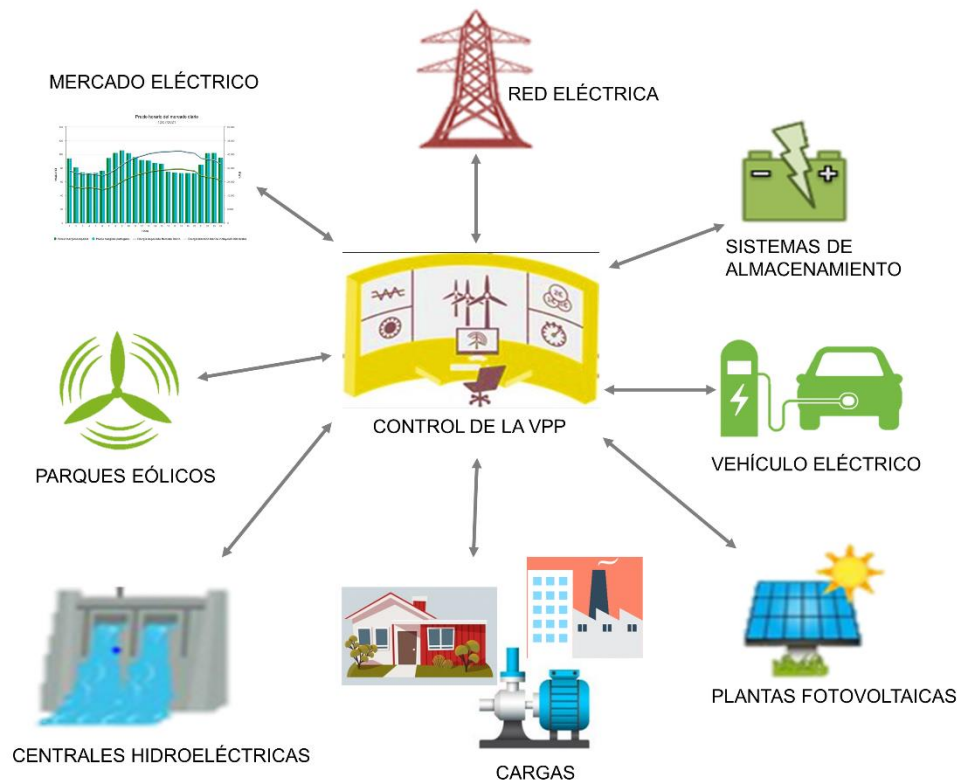 MERCADO ELÉCTRICO
RED ELÉCTRICA
SISTEMAS DE
ALMACENAMIENTO
CONTROL DE LA VPP
PARQUES EÓLICOS
VEHÍCULO ELÉCTRICO
PLANTAS FOTOVOLTAICAS
CENTRALES HIDROELÉCTRICAS
CARGAS